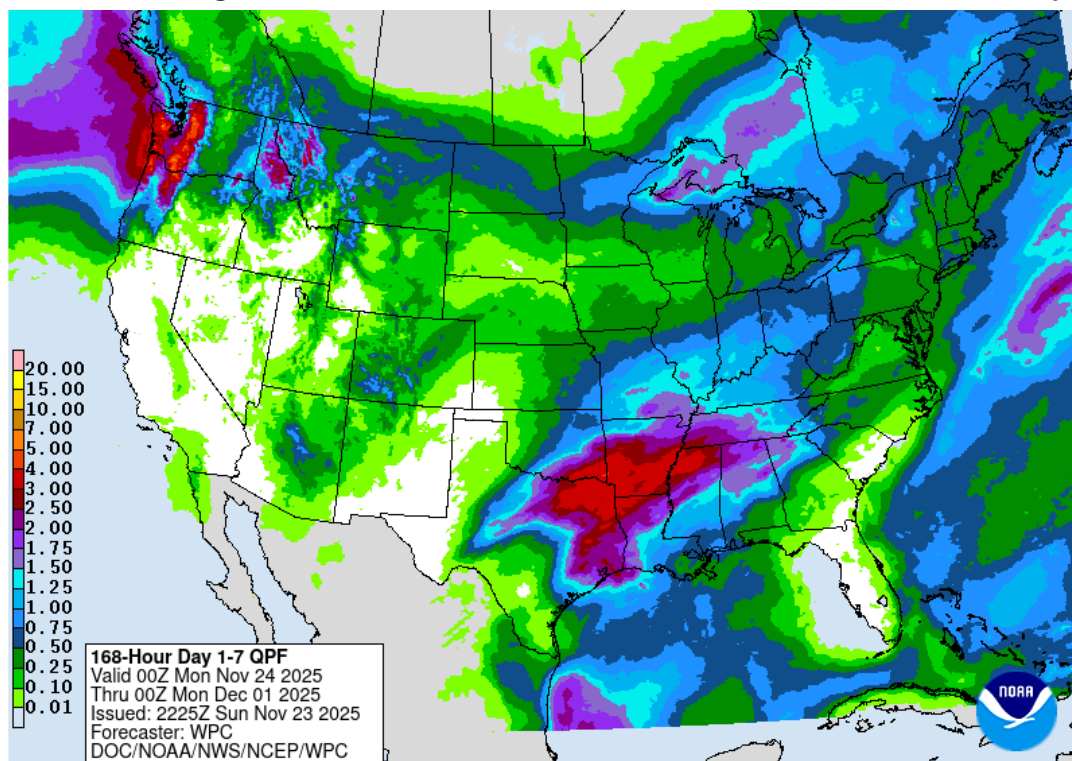 20.00
15.00
10.00
7.00
5.00
4.00
3.00
2.50
2.00
1.75
1.50
1.25
1.00
0.75
0.50
0.25
0.10
0.01
168-Hour Day 1-7 QPF
Valid 00Z Mon Nov 24 2025
Thru 00Z Mon Dec 01 2025
Issued: 2225Z Sun Nov 23 2025
Forecaster: WPC
DOC/NOAA/NWS/NCEP/WPC
NOAA